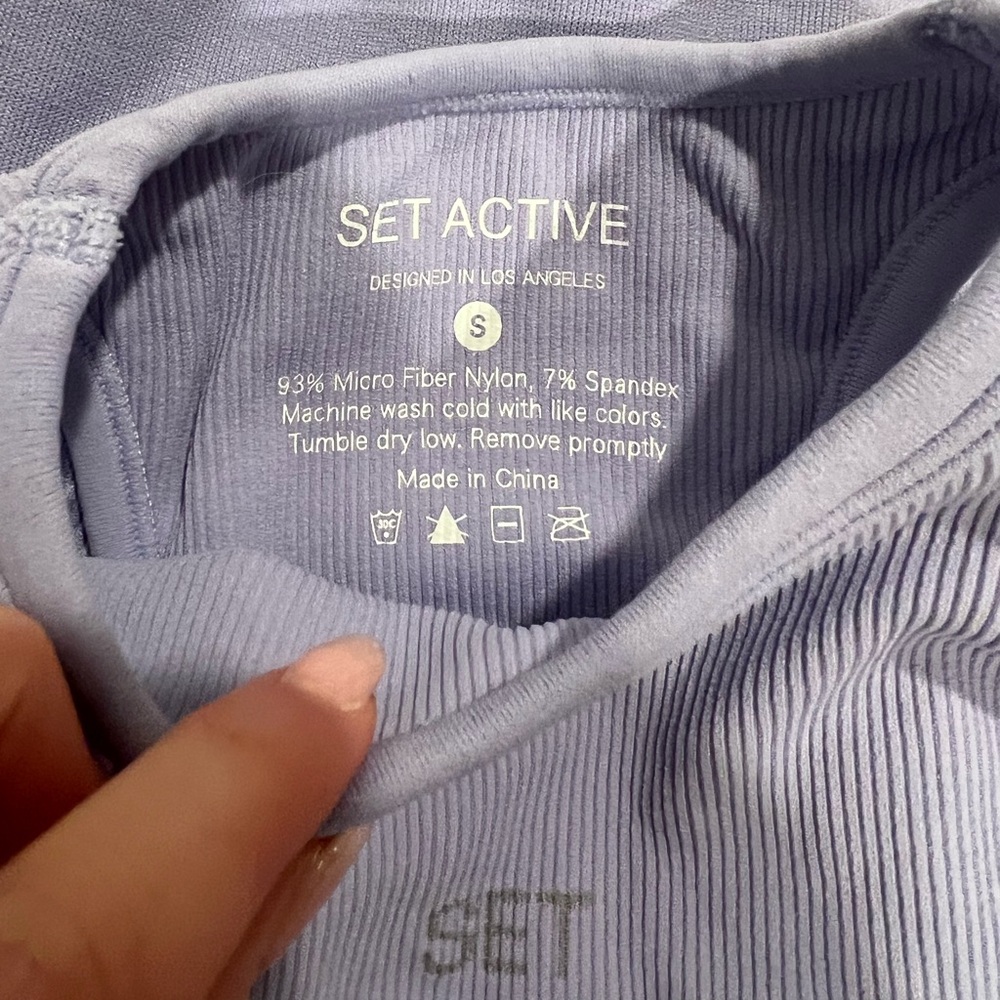 SET ACTIVE
DESIGNED IN LOS ANGELES
S
93% Micro Fiber Nylon, 7% Spandex
Machine wash cold with like colors.
Tumble dry low. Remove promptly
Made in China
30C
SET